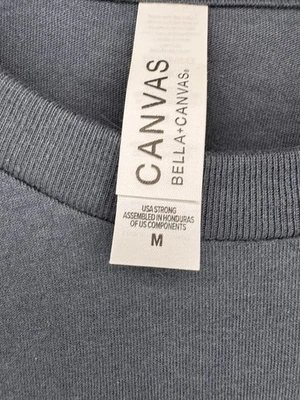 CANVAS
BELLA+CANVAS®
USA STRONG
ASSEMBLED IN HONDURAS
OF US COMPONENTS
M